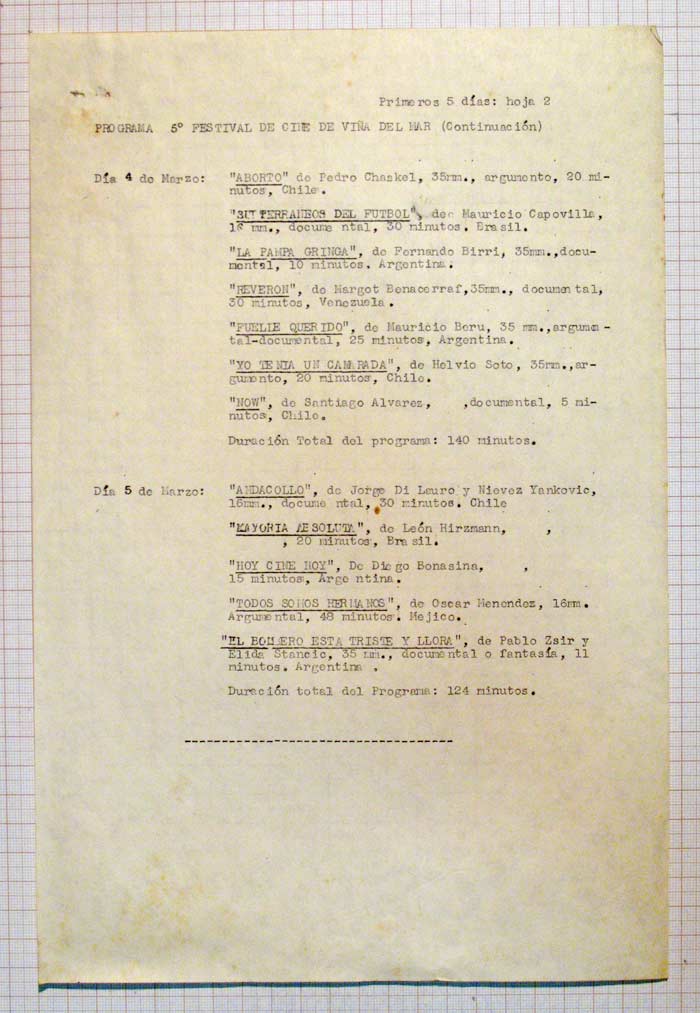 Primeros 5 días: hoja 2
PROGRAMA 5º FESTIVAL DE CINE DE VIÑA DEL MAR (Continuación)
Día 4 de Marzo: "ABORTO" de Pedro Chaskel, 35mm., argumento, 20 mi-
nutos, Chile.
"SUBTERRANEOS DEL FUTBOL", dec Mauricio Capovilla,
16 mm., docume ntal, 30 minutos. Brasil.
"LA PAMPA GRINGA", de Fernando Birri, 35mm.,docu-
mental, 10 minutos. Argentina.
"REVERON", de Margot Benacerraf,35mm., documental,
30 minutos, Venezuela.
"FUELLE QUERIDO", de Mauricio Beru, 35 mm.,argumen-
tal-documental, 25 minutos, Argentina.
"YO TENIA UN CAMARADA", de Helvio Soto, 35mm.,ar-
gumento, 20 minutos, Chile.
"NOW", de Santiago Alvarez, ,documental, 5 mi-
nutos, Chile.
Duración Total del programa: 140 minutos.
Día 5 de Marzo: "ANDACOLLO", de Jorge Di Lauro y Nievez Yankovic,
16mm., docume ntal, 30 minutos. Chile
"MAYORIA ABSOLUTA", de León Hirzmann, ,
, 20 minutos, Brasil.
"HOY CINE HOY", De Diego Bonasina, ,
15 minutos, Arge ntina.
"TODOS SOMOS HERMANOS", de Oscar Menendez, 16mm.
Argumental, 48 minutos. Mejico.
"EL BOMBERO ESTA TRISTE Y LLORA", de Pablo Zsir y
Elida Stancic, 35 mm., documental o fantasía, 11
minutos. Argentina .
Duración total del Programa: 124 minutos.